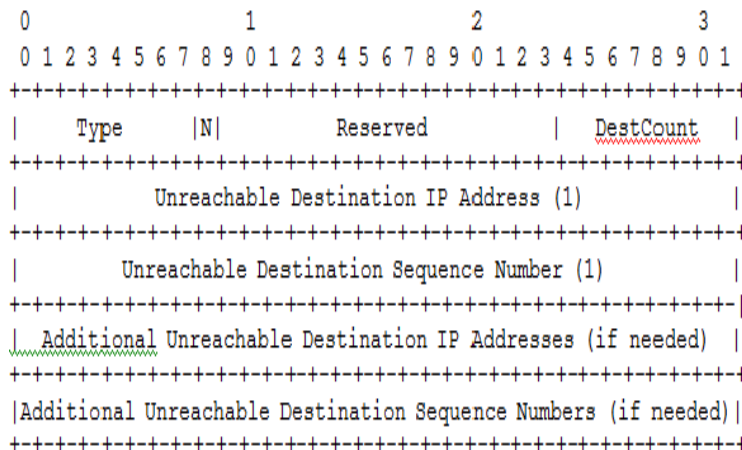 0 1 2 3
0 1 2 3 4 5 6 7 8 9 0 1 2 3 4 5 6 7 8 9 0 1 2 3 4 5 6 7 8 9 0 1
+-+-+-+-+-+-+-+-+-+-+-+-+-+-+-+-+-+-+-+-+-+-+-+-+-+-+-+-+-+-+-+-+
| Type |N| Reserved | DestCount |
+-+-+-+-+-+-+-+-+-+-+-+-+-+-+-+-+-+-+-+-+-+-+-+-+-+-+-+-+-+-+-+-+
| Unreachable Destination IP Address (1) |
+-+-+-+-+-+-+-+-+-+-+-+-+-+-+-+-+-+-+-+-+-+-+-+-+-+-+-+-+-+-+-+-+
| Unreachable Destination Sequence Number (1) |
+-+-+-+-+-+-+-+-+-+-+-+-+-+-+-+-+-+-+-+-+-+-+-+-+-+-+-+-+-+-+-+-|
| Additional Unreachable Destination IP Addresses (if needed) |
+-+-+-+-+-+-+-+-+-+-+-+-+-+-+-+-+-+-+-+-+-+-+-+-+-+-+-+-+-+-+-+-+
|Additional Unreachable Destination Sequence Numbers (if needed)|
+-+-+-+-+-+-+-+-+-+-+-+-+-+-+-+-+-+-+-+-+-+-+-+-+-+-+-+-+-+-+-+-+